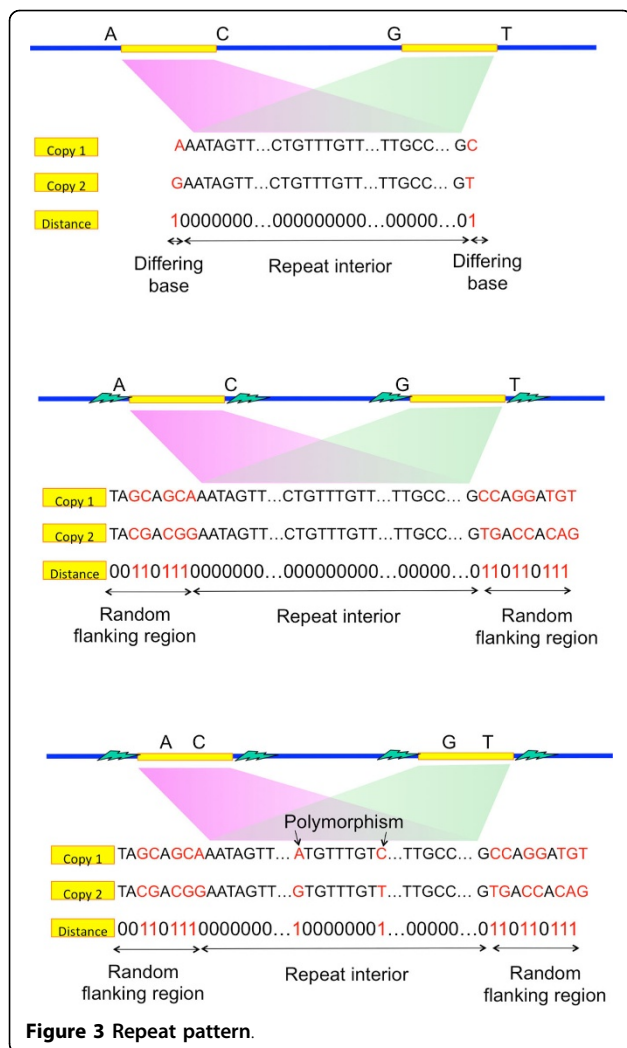 A C G T
Copy 1 AAATAGTT...CTGTTTGTT...TTGCC... GC
Copy 2 GAATAGTT...CTGTTTGTT...TTGCC... GT
Distance 10000000...000000000...00000...01
Differing base Repeat interior Differing base
A C G T
Copy 1 TAGCAGCAAATAGTT...CTGTTTGTT...TTGCC... GCCAGGATGT
Copy 2 TACGACGGAATAGTT...CTGTTTGTT...TTGCC... GTGACCACAG
Distance 001101110000000...000000000...00000...0110110111
Random flanking region Repeat interior Random flanking region
A C G T
Polymorphism
Copy 1 TAGCAGCAAATAGTT...ATGTTTGTC...TTGCC...GCCAGGATGT
Copy 2 TACGACGGAATAGTT...GTGTTTGTT...TTGCC...GTGACCACAG
Distance 001101110000000...100000001...00000...0110110111
Random flanking region Repeat interior Random flanking region
Figure 3 Repeat pattern.